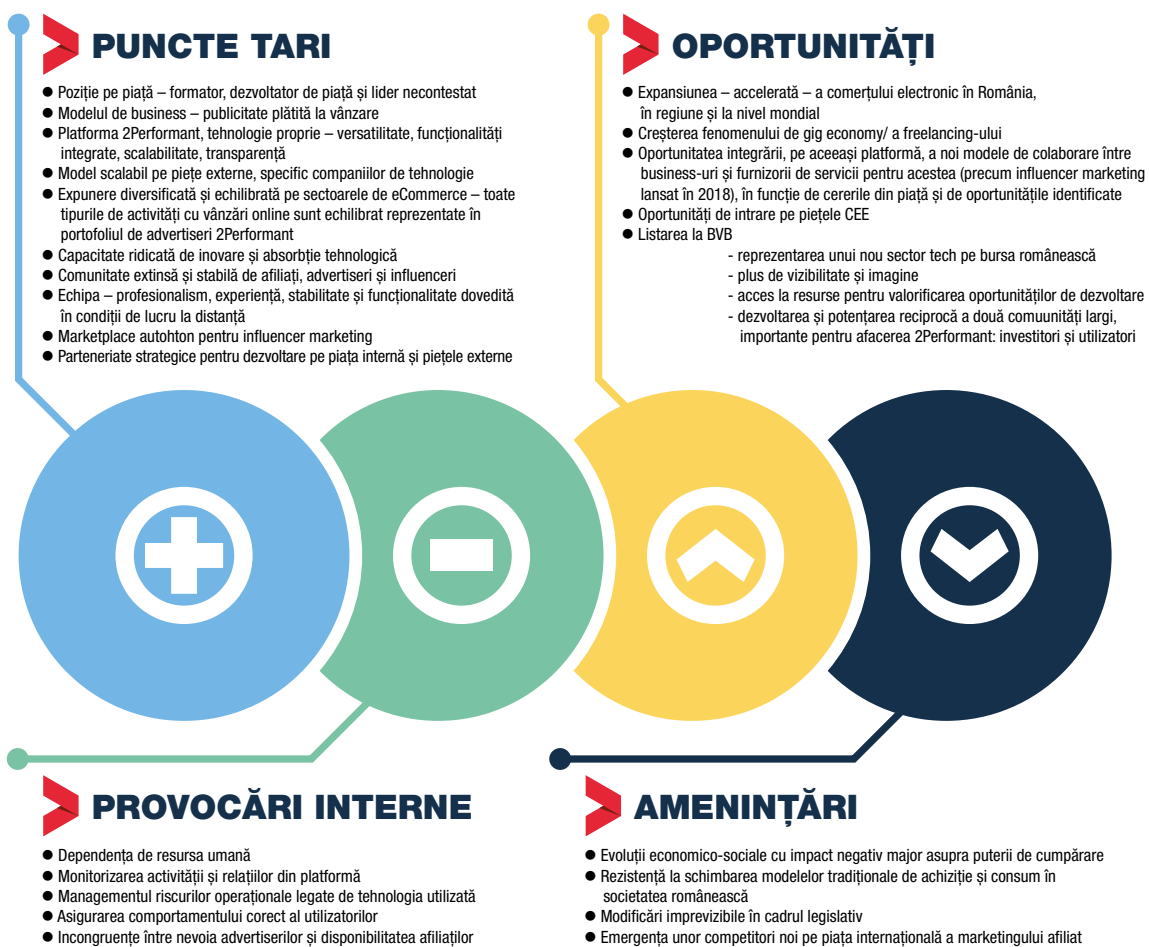 PUNCTE TARI
● Poziție pe piață – formator, dezvoltator de piață și lider necontestat
● Modelul de business – publicitate plătită la vânzare
● Platforma 2Performant, tehnologie proprie – versatilitate, funcționalități
integrate, scalabilitate, transparență
● Model scalabil pe piețe externe, specific companiilor de tehnologie
● Expunere diversificată și echilibrată pe sectoarele de eCommerce – toate
tipurile de activități cu vânzări online sunt echilibrat reprezentate în
portofoliul de advertiseri 2Performant
● Capacitate ridicată de inovare și absorbție tehnologică
● Comunitate extinsă și stabilă de afiliați, advertiseri și influenceri
● Echipa – profesionalism, experiență, stabilitate și funcționalitate dovedită
în condiții de lucru la distanță
● Marketplace autohton pentru influencer marketing
● Parteneriate strategice pentru dezvoltare pe piața internă și piețele externe
OPORTUNITĂȚI
● Expansiunea – accelerată – a comerțului electronic în România,
în regiune și la nivel mondial
● Creșterea fenomenului de gig economy/ a freelancing-ului
● Oportunitatea integrării, pe aceeași platformă, a noi modele de colaborare între
business-uri și furnizorii de servicii pentru acestea (precum influencer marketing
lansat în 2018), în funcție de cererile din piață și de oportunitățile identificate
● Oportunități de intrare pe piețele CEE
● Listarea la BVB
- reprezentarea unui nou sector tech pe bursa românească
- plus de vizibilitate și imagine
- acces la resurse pentru valorificarea oportunităților de dezvoltare
- dezvoltarea și potențarea reciprocă a două comuunități largi,
importante pentru afacerea 2Performant: investitori și utilizatori
PROVOCĂRI INTERNE
● Dependența de resursa umană
● Monitorizarea activității și relațiilor din platformă
● Managementul riscurilor operaționale legate de tehnologia utilizată
● Asigurarea comportamentului corect al utilizatorilor
● Incongruențe între nevoia advertiserilor și disponibilitatea afiliaților
AMENINȚĂRI
● Evoluții economico-sociale cu impact negativ major asupra puterii de cumpărare
● Rezistență la schimbarea modelelor tradiționale de achiziție și consum în
societatea românească
● Modificări imprevizibile în cadrul legislativ
● Emergența unor competitori noi pe piața internațională a marketingului afiliat